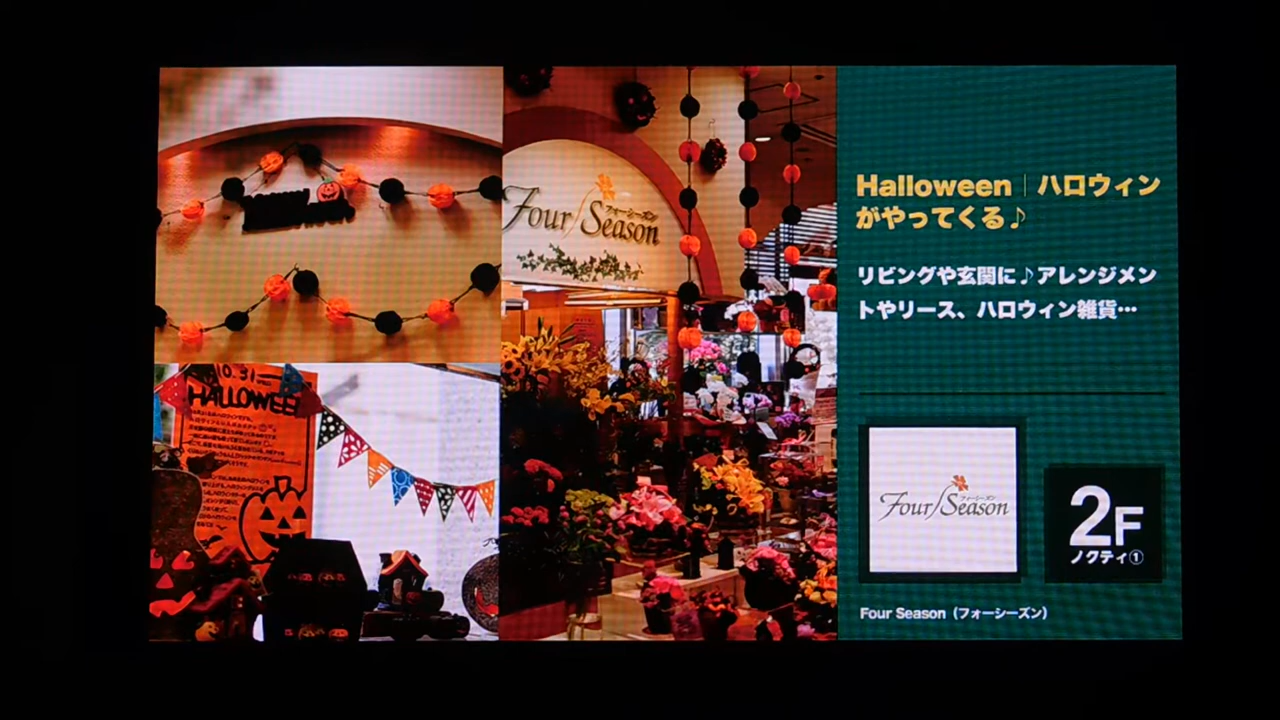 Four Season
フォーシーズン
10.31
HALLOWEEN
Halloween｜ハロウィン
がやってくる♪
リビングや玄関に♪アレンジメン
トやリース、ハロウィン雑貨…
Four Season
フォーシーズン
2F
ノクティ①
Four Season（フォーシーズン）